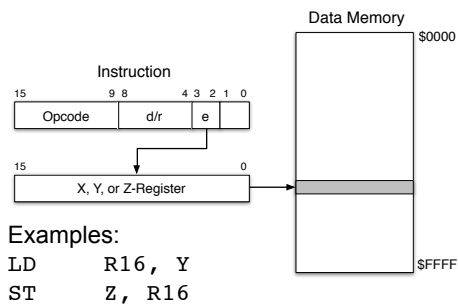 Data Memory
$0000
Instruction
15 9 8 4 3 2 1 0
Opcode d/r e
15 0
X, Y, or Z-Register
Examples:
LD R16, Y
$FFFF
ST Z, R16